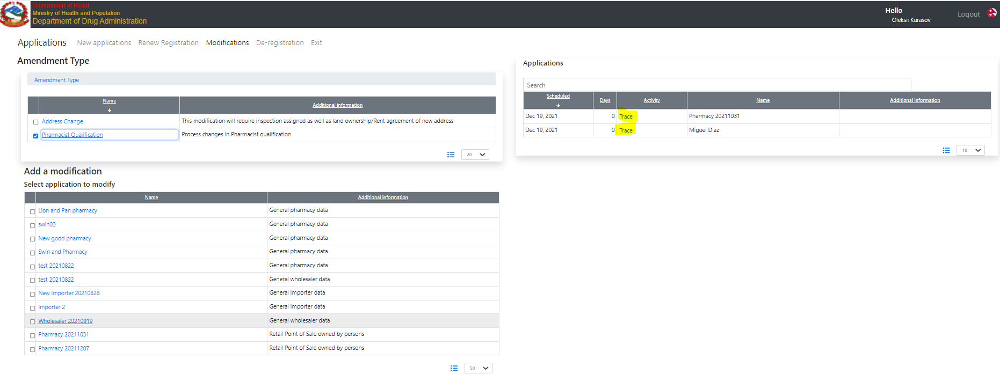 Government of Nepal
Ministry of Health and Population
Department of Drug Administration
Hello
Oleksii Kurasov
Logout
Applications New applications Renew Registration Modifications De-registration Exit
Amendment Type
Amendment Type
Name Additional information
Address Change This modification will require inspection assigned as well as land ownership/Rent agreement of new address
Pharmacist Qualification Process changes in Pharmacist qualification
20
Applications
Search
Scheduled Days Activity Name Additional information
Dec 19, 2021 0 Trace Pharmacy 20211031
Dec 19, 2021 0 Trace Miguel Diaz
10
Add a modification
Select application to modify
Name Additional information
Lion and Pan pharmacy General pharmacy data
swin03 General pharmacy data
New good pharmacy General pharmacy data
Swin and Pharmacy General pharmacy data
test 20210822 General pharmacy data
test 20210822 General wholesaler data
New Importer 20210828 General Importer data
Importer 2 General Importer data
Wholesaler 20210919 General wholesaler data
Pharmacy 20211031 Retail Point of Sale owned by persons
Pharmacy 20211207 Retail Point of Sale owned by persons
50